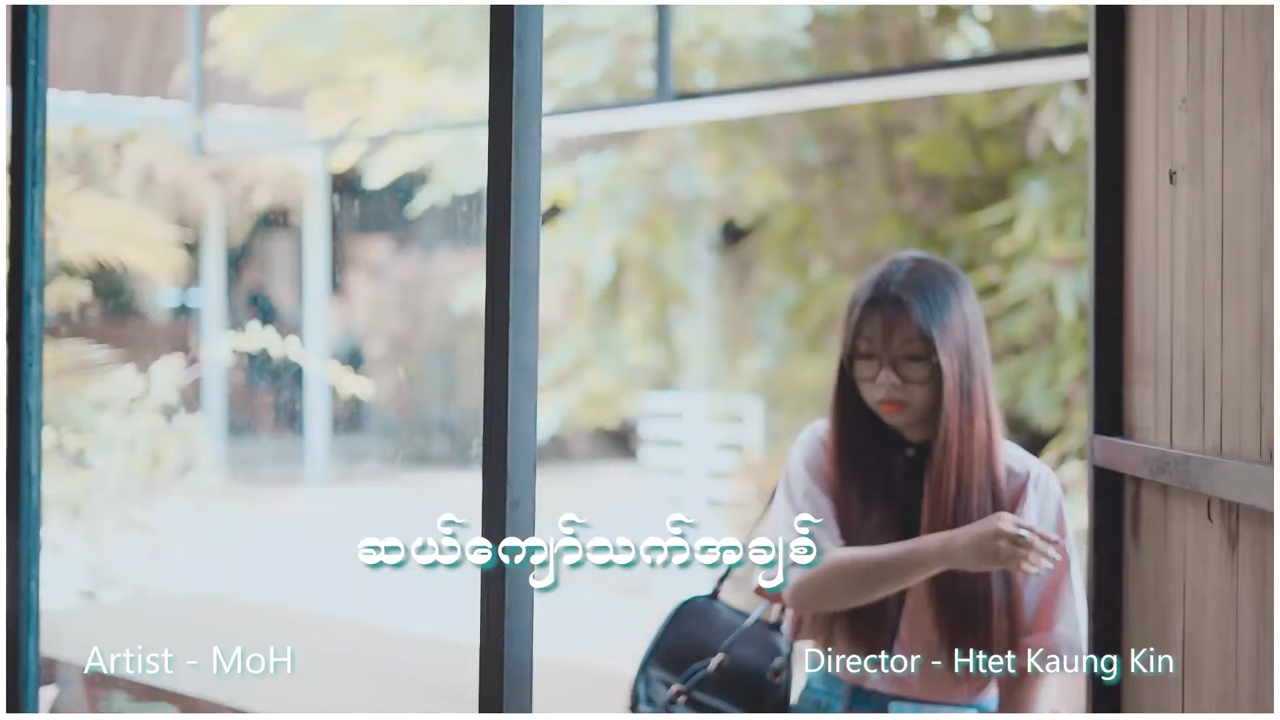 ဆယ်ကျော်သက်အချစ်
Artist - MoH
Director - Htet Kaung Kin